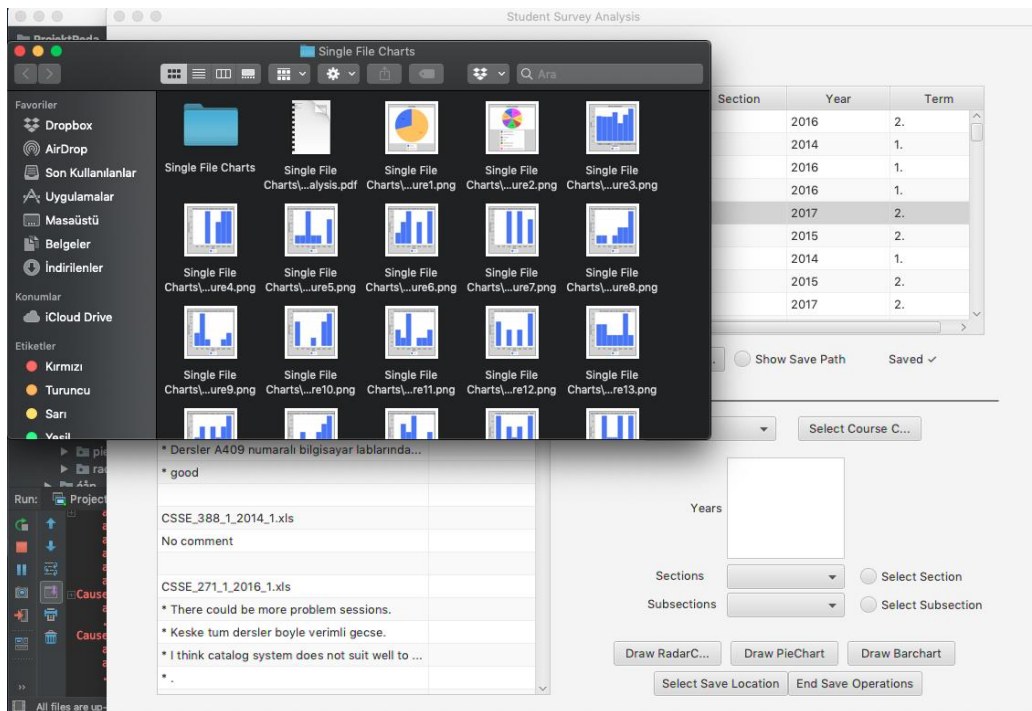 Student Survey Analysis
Single File Charts
Ara
Favoriler
Dropbox
AirDrop
Son Kullanılanlar
Uygulamalar
Masaüstü
Belgeler
İndirilenler
Konumlar
iCloud Drive
Etiketler
Kırmızı
Turuncu
Sarı
Yeşil
Single File Charts
Single File Charts\...alysis.pdf
Single File Charts\...ure1.png
Single File Charts\...ure2.png
Single File Charts\...ure3.png
Single File Charts\...ure4.png
Single File Charts\...ure5.png
Single File Charts\...ure6.png
Single File Charts\...ure7.png
Single File Charts\...ure8.png
Single File Charts\...ure9.png
Single File Charts\...re10.png
Single File Charts\...re11.png
Single File Charts\...re12.png
Single File Charts\...re13.png
Section Year Term
2016 2.
2014 1.
2016 1.
2016 1.
2017 2.
2015 2.
2014 1.
2015 2.
2017 2.
Show Save Path Saved ✓
Select Course C...
* Dersler A409 numaralı bilgisayar lablarında...
* good
CSSE_388_1_2014_1.xls
No comment
CSSE_271_1_2016_1.xls
* There could be more problem sessions.
* Keske tum dersler boyle verimli gecse.
* I think catalog system does not suit well to ...
* .
Years
Sections Select Section
Subsections Select Subsection
Draw RadarC... Draw PieChart Draw Barchart
Select Save Location End Save Operations
Run: Project
Cause
Cause
All files are up-